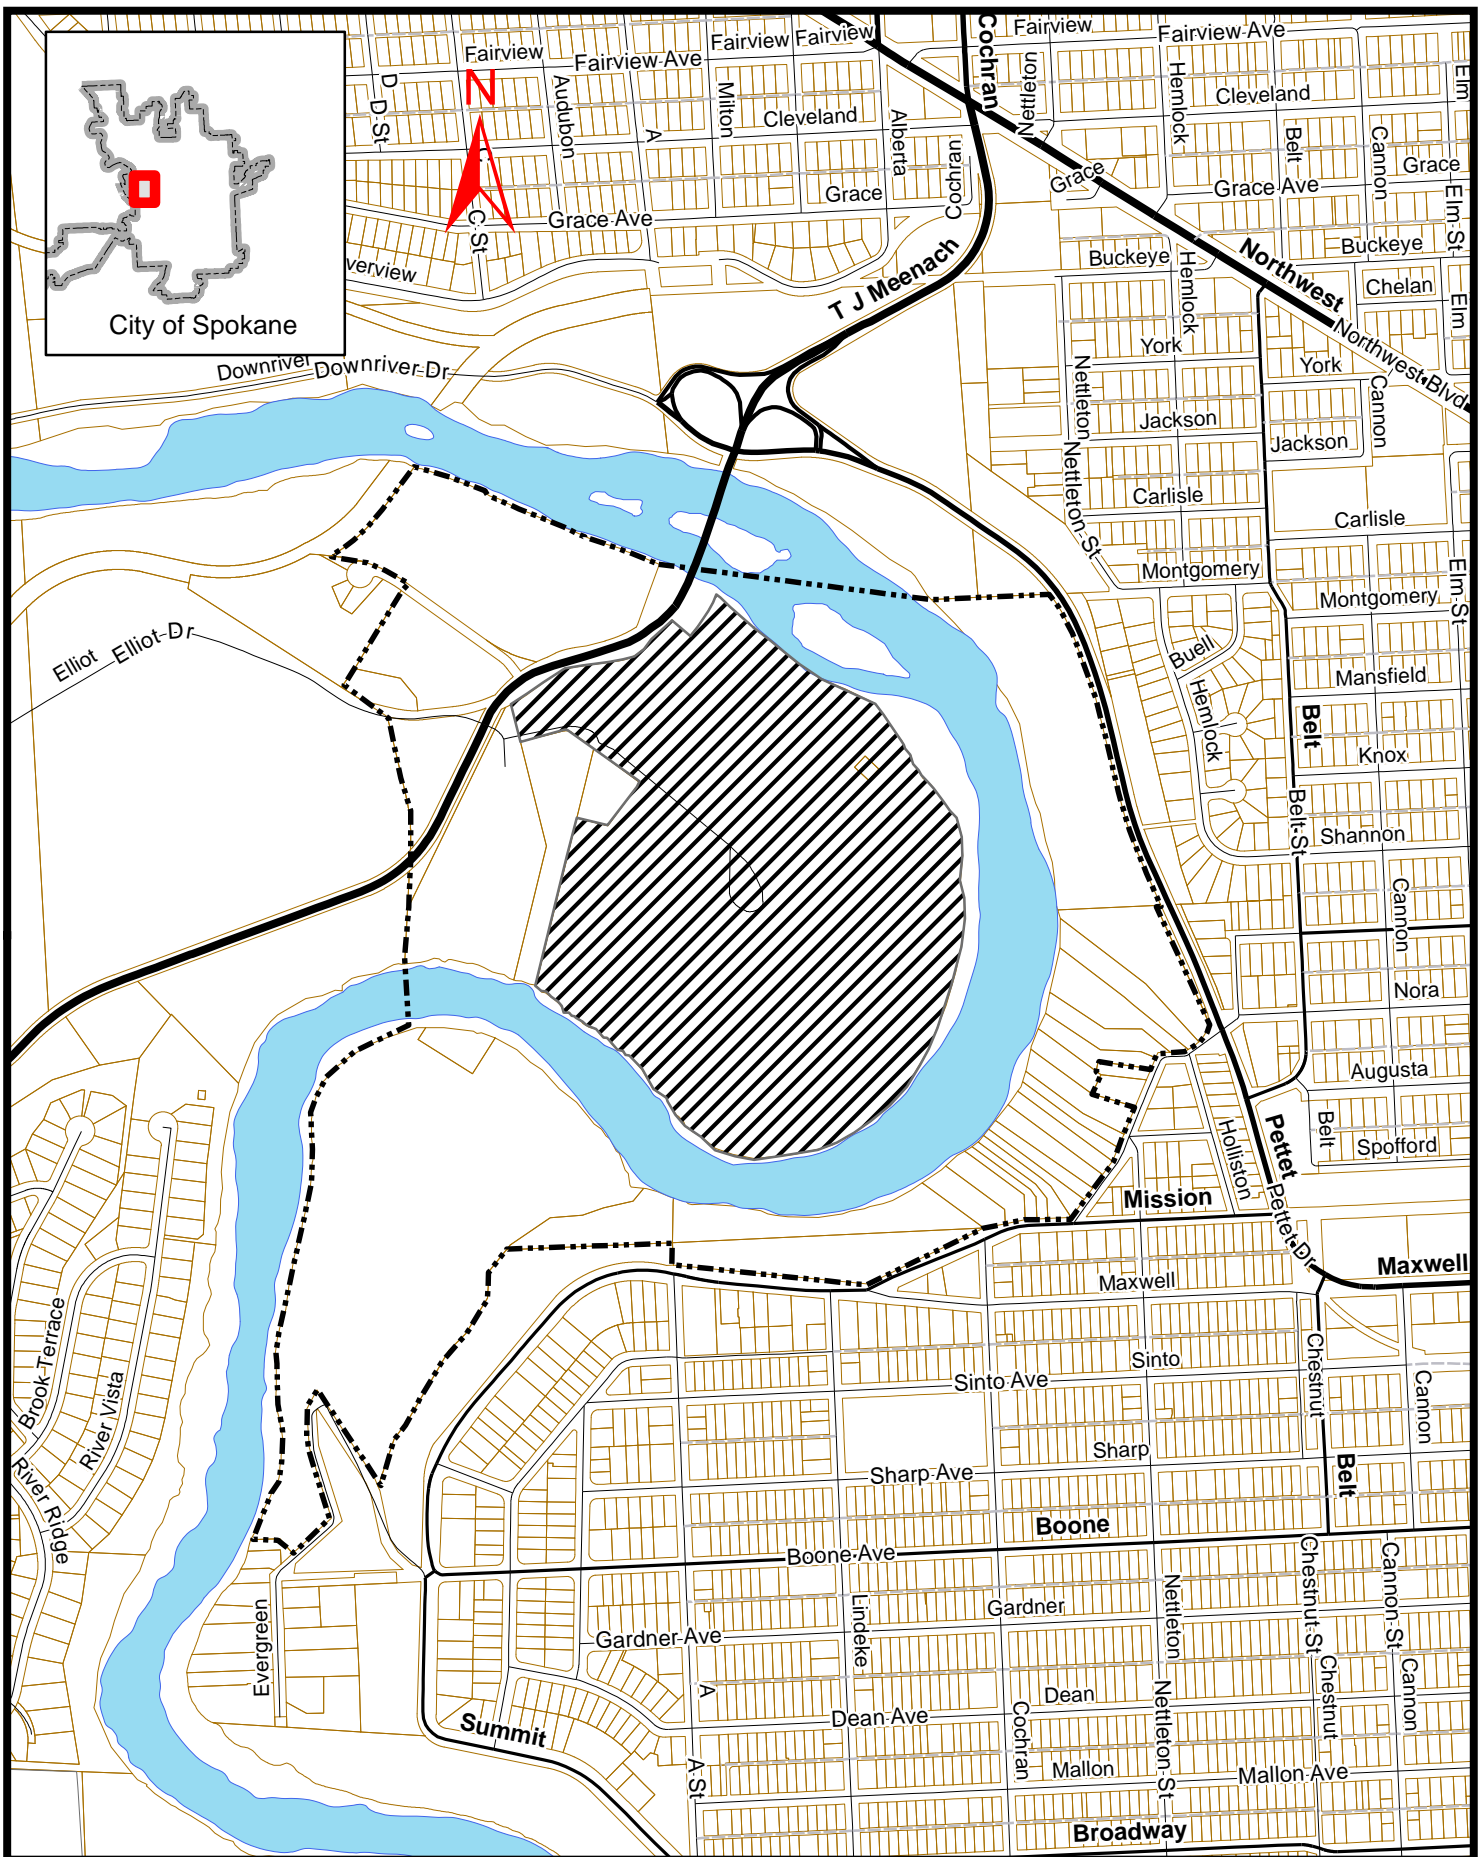 Fairview
Fairview Ave
Fairview
Fairview
Cochran
Fairview
Fairview Ave
D
D St
N
Audubon
A
Milton
Cleveland
Alberta
Cochran
Nettleton
Hemlock
Cleveland
Belt
Cannon
Elm
C
C St
Grace Ave
Grace
Grace
Grace Ave
Grace
Elm St
verview
T J Meenach
Buckeye
Hemlock
Northwest
Buckeye
Chelan
Elm
City of Spokane
Downriver
Downriver Dr
York
Northwest Blvd
York
Nettleton
Jackson
Jackson
Cannon
Nettleton St
Carlisle
Carlisle
Montgomery
Montgomery
Elm St
Elliot
Elliot Dr
Buell
Hemlock
Mansfield
Belt
Knox
Belt St
Shannon
Cannon
Nora
Augusta
Holliston
Pettet
Belt
Spofford
Mission
Pettet Dr
Maxwell
Maxwell
Brook Terrace
River Vista
River Ridge
Sinto
Sinto Ave
Chestnut
Cannon
Sharp
Sharp Ave
Belt
Boone
Boone Ave
Evergreen
Gardner Ave
Lindeke
Gardner
Nettleton
Chestnut St
Cannon St
A
Dean Ave
Dean
Cochran
Nettleton St
Chestnut
Cannon
Summit
A St
Mallon
Mallon Ave
Broadway